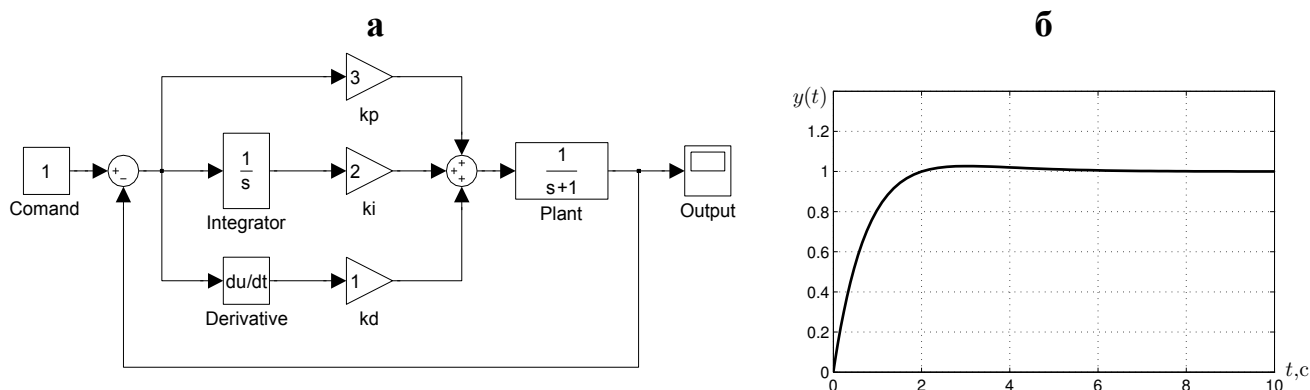 а
3
kp
1
Comand
+
−
1
s
Integrator
2
ki
+
+
+
1
s+1
Plant
Output
du/dt
Derivative
1
kd
б
y(t)
1.2
1
0.8
0.6
0.4
0.2
0
0 2 4 6 8 10
t,c